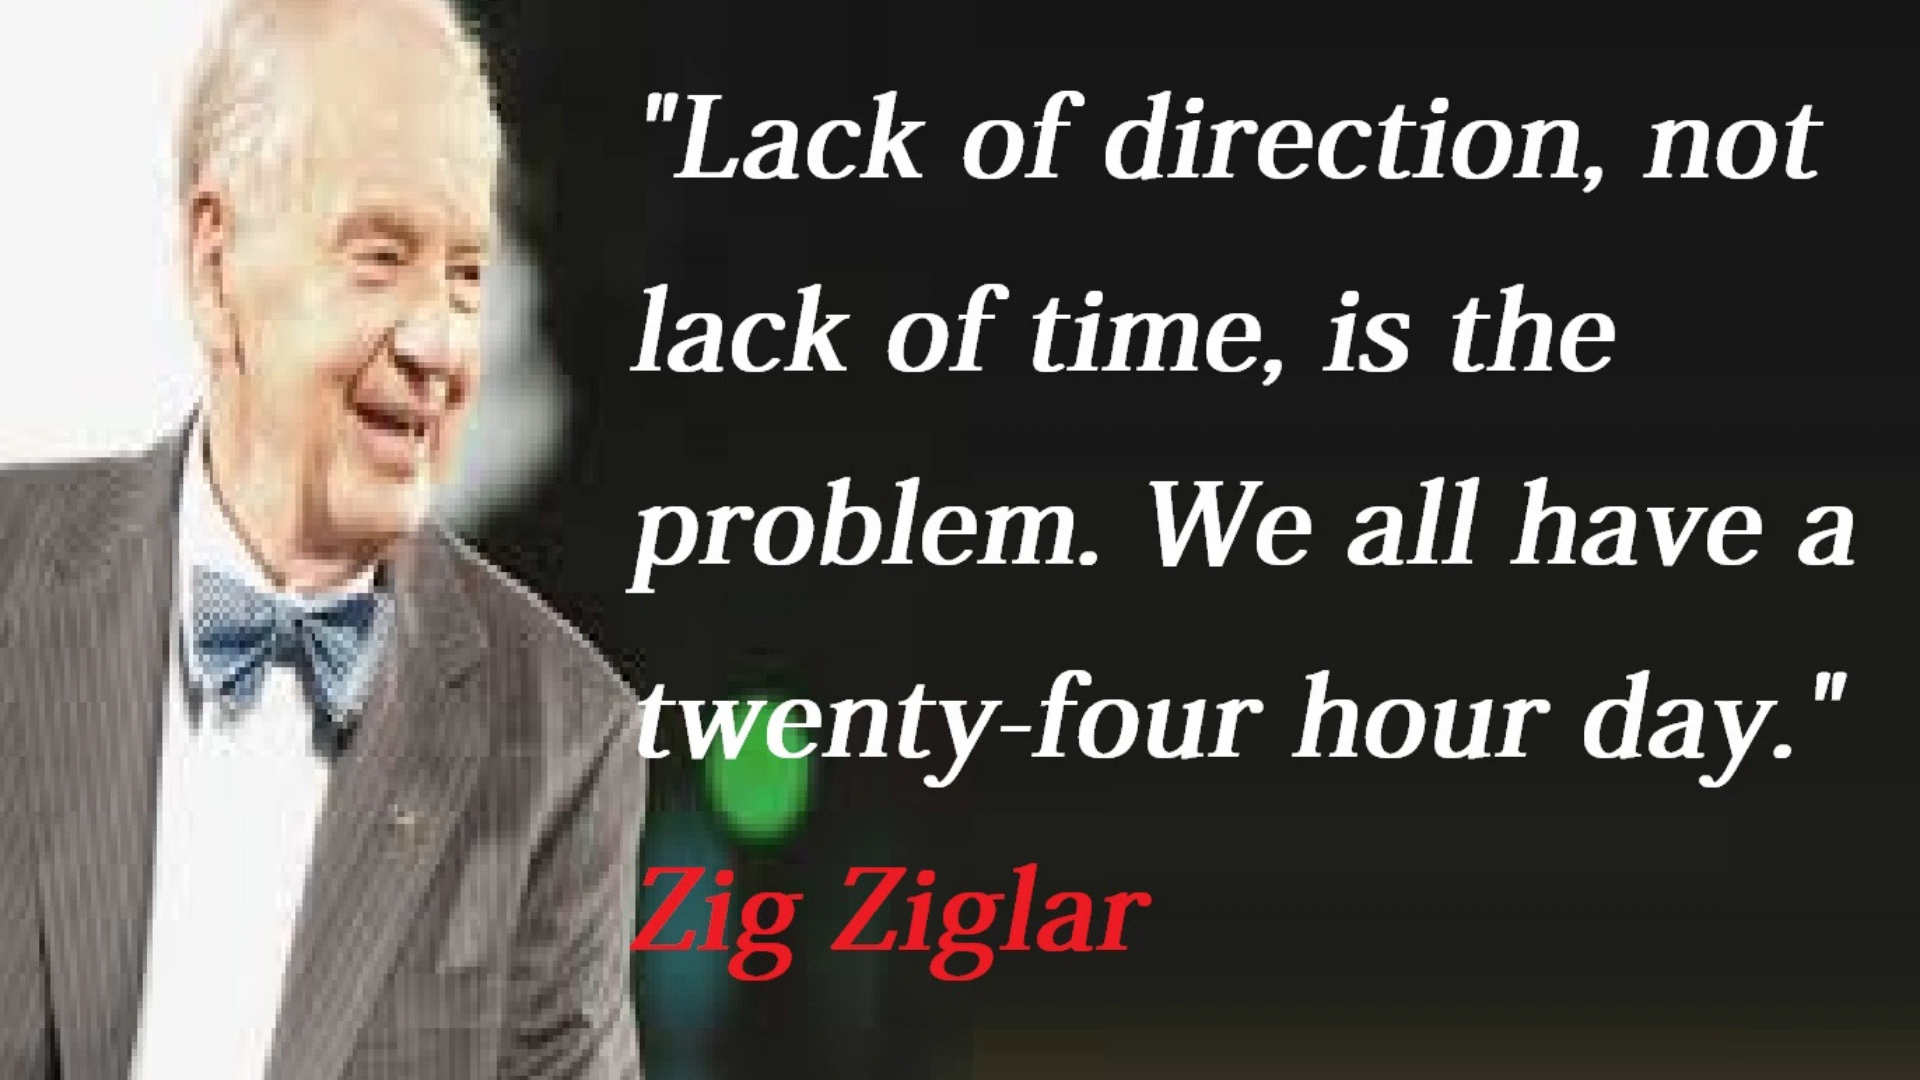 "Lack of direction, not
lack of time, is the
problem. We all have a
twenty-four hour day."
Zig Ziglar